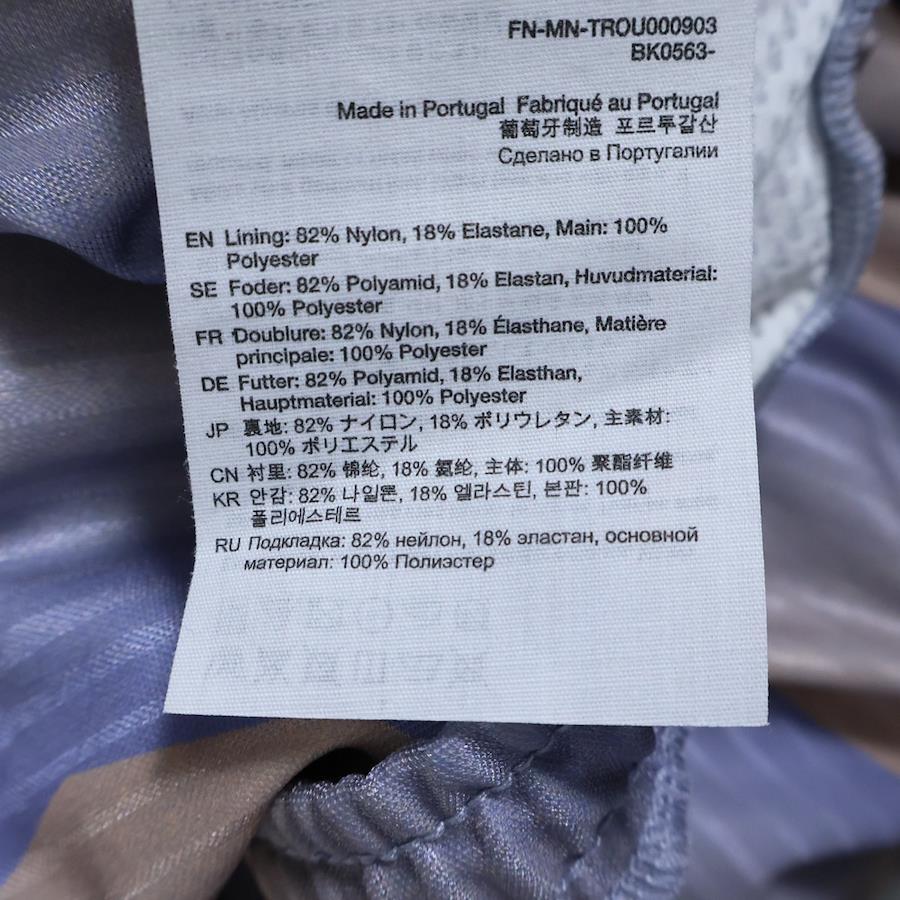 FN-MN-TROU000903
BK0563-
Made in Portugal Fabriqué au Portugal
葡萄牙制造 포르투갈산
Сделано в Португалии
EN Lining: 82% Nylon, 18% Elastane, Main: 100%
Polyester
SE Foder: 82% Polyamid, 18% Elastan, Huvudmaterial:
100% Polyester
FR Doublure: 82% Nylon, 18% Élasthane, Matière
principale: 100% Polyester
DE Futter: 82% Polyamid, 18% Elasthan,
Hauptmaterial: 100% Polyester
JP 裏地: 82% ナイロン, 18% ポリウレタン, 主素材:
100% ポリエステル
CN 衬里: 82% 锦纶, 18% 氨纶, 主体: 100% 聚酯纤维
KR 안감: 82% 나일론, 18% 엘라스틴, 본판: 100%
폴리에스테르
RU Подкладка: 82% нейлон, 18% эластан, основной
материал: 100% Полиэстер